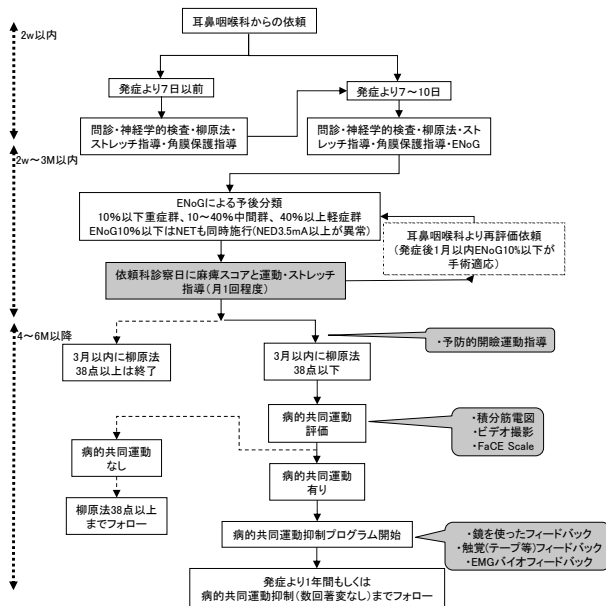 耳鼻咽喉科からの依頼
2w以内
発症より7日以前
発症より7～10日
問診・神経学的検査・柳原法・
ストレッチ指導・角膜保護指導
問診・神経学的検査・柳原法・スト
レッチ指導・角膜保護指導・ENoG
2w～3M以内
ENoGによる予後分類
10％以下重症群、10～40％中間群、40％以上軽症群
ENoG10％以下はNETも同時施行(NED3.5mA以上が異常)
耳鼻咽喉科より再評価依頼
(発症後1月以内ENoG10%以下が
手術適応)
依頼科診察日に麻痺スコアと運動・ストレッチ
指導(月1回程度)
4～6M以降
・予防的開瞼運動指導
3月以内に柳原法
38点以上は終了
3月以内に柳原法
38点以下
病的共同運動
評価
・積分筋電図
・ビデオ撮影
・FaCE Scale
病的共同運動
なし
病的共同運動
有り
柳原法38点以上
までフォロー
病的共同運動抑制プログラム開始
・鏡を使ったフィードバック
・触覚(テープ等)フィードバック
・EMGバイオフィードバック
発症より1年間もしくは
病的共同運動抑制(数回著変なし)までフォロー